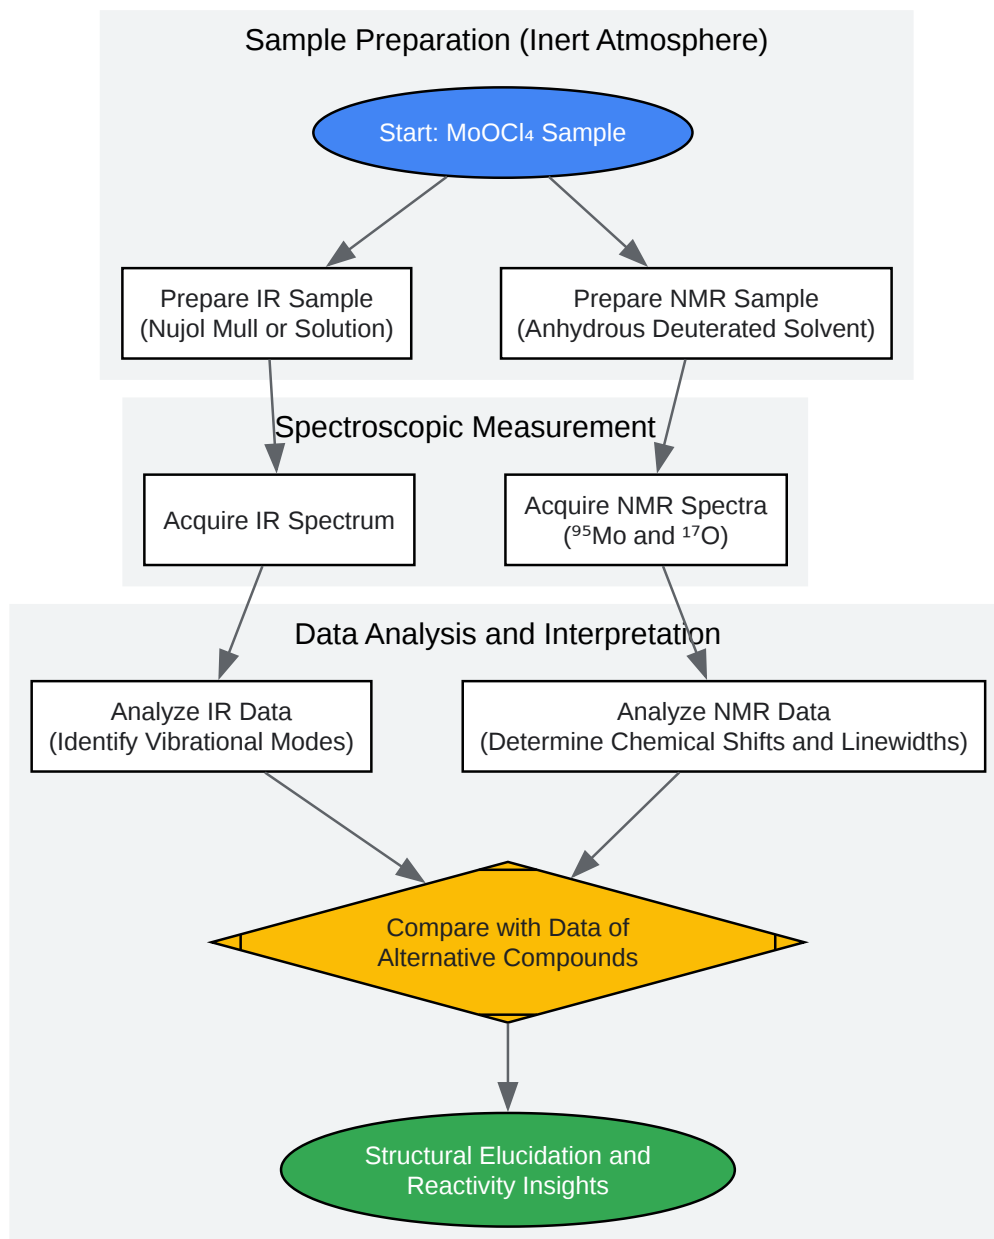 Sample Preparation (Inert Atmosphere)
Start: MoOCl₄ Sample
Prepare IR Sample
(Nujol Mull or Solution)
Prepare NMR Sample
(Anhydrous Deuterated Solvent)
Spectroscopic Measurement
Acquire IR Spectrum
Acquire NMR Spectra
(⁹⁵Mo and ¹⁷O)
Data Analysis and Interpretation
Analyze IR Data
(Identify Vibrational Modes)
Analyze NMR Data
(Determine Chemical Shifts and Linewidths)
Compare with Data of
Alternative Compounds
Structural Elucidation and
Reactivity Insights